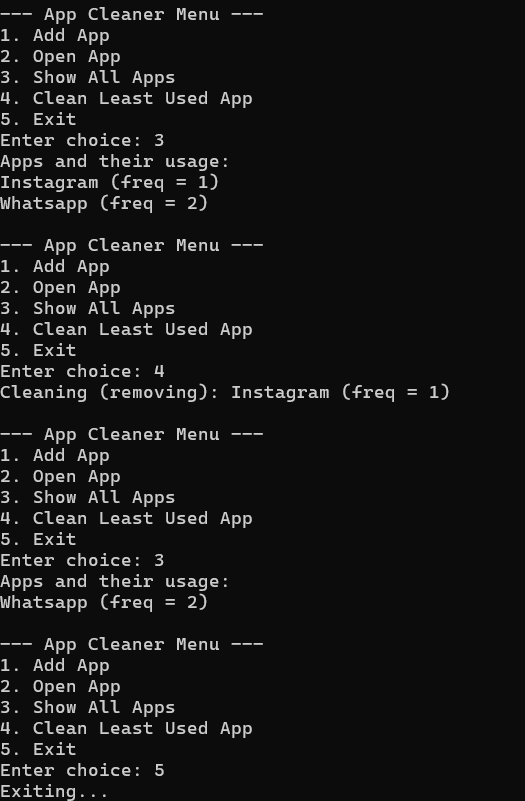 --- App Cleaner Menu ---
1. Add App
2. Open App
3. Show All Apps
4. Clean Least Used App
5. Exit
Enter choice: 3
Apps and their usage:
Instagram (freq = 1)
Whatsapp (freq = 2)

--- App Cleaner Menu ---
1. Add App
2. Open App
3. Show All Apps
4. Clean Least Used App
5. Exit
Enter choice: 4
Cleaning (removing): Instagram (freq = 1)

--- App Cleaner Menu ---
1. Add App
2. Open App
3. Show All Apps
4. Clean Least Used App
5. Exit
Enter choice: 3
Apps and their usage:
Whatsapp (freq = 2)

--- App Cleaner Menu ---
1. Add App
2. Open App
3. Show All Apps
4. Clean Least Used App
5. Exit
Enter choice: 5
Exiting...